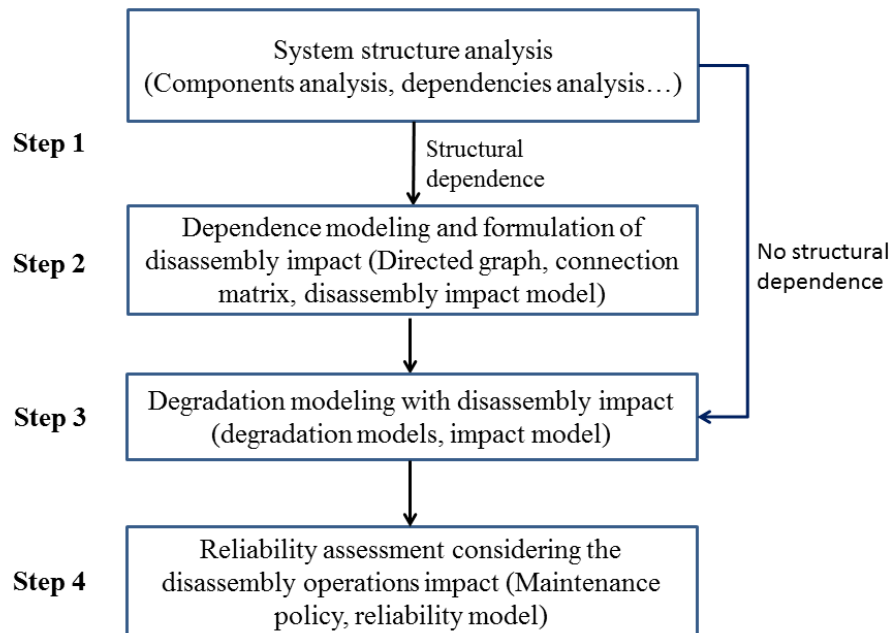 System structure analysis
(Components analysis, dependencies analysis…)
Step 1
Structural
dependence
Dependence modeling and formulation of
disassembly impact (Directed graph, connection
matrix, disassembly impact model)
Step 2
No structural
dependence
Degradation modeling with disassembly impact
(degradation models, impact model)
Step 3
Reliability assessment considering the
disassembly operations impact (Maintenance
policy, reliability model)
Step 4